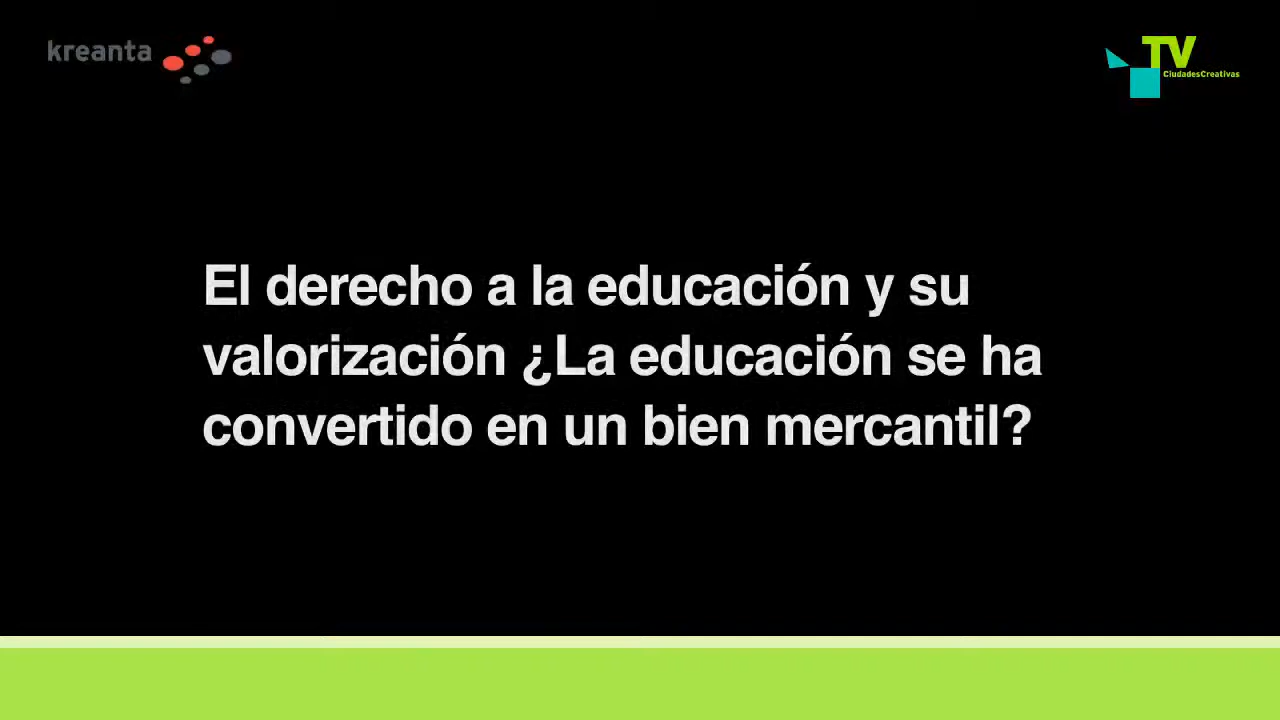 kreanta
TV
CiudadesCreativas
El derecho a la educación y su
valorización ¿La educación se ha
convertido en un bien mercantil?